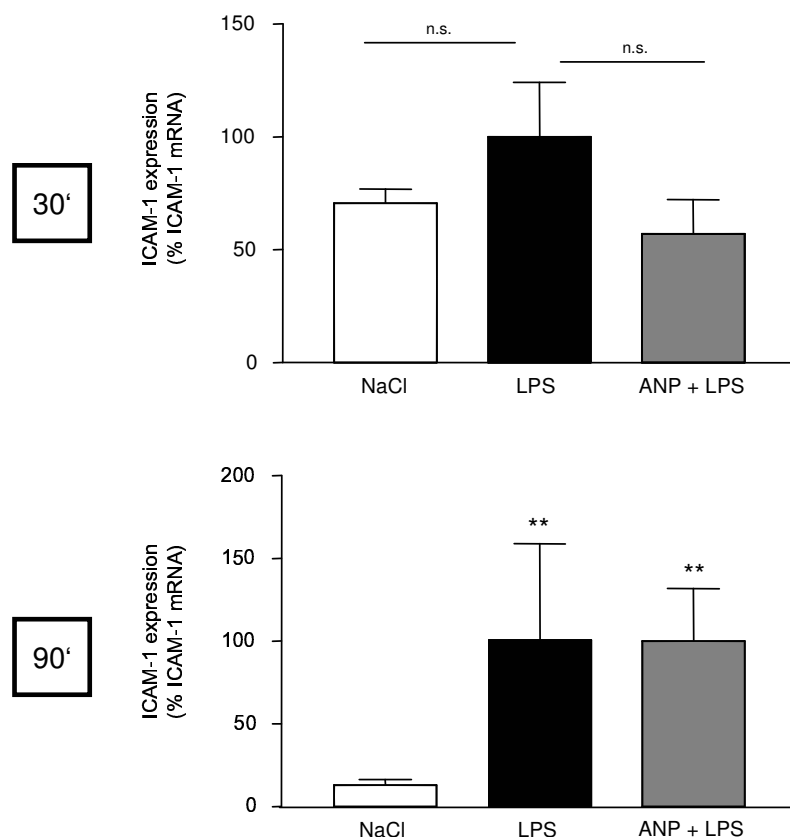 150
n.s.
n.s.
100
50
0
ICAM-1 expression
(% ICAM-1 mRNA)
30‘
NaCl
LPS
ANP + LPS
200
**
150
**
100
50
0
ICAM-1 expression
(% ICAM-1 mRNA)
90‘
NaCl
LPS
ANP + LPS